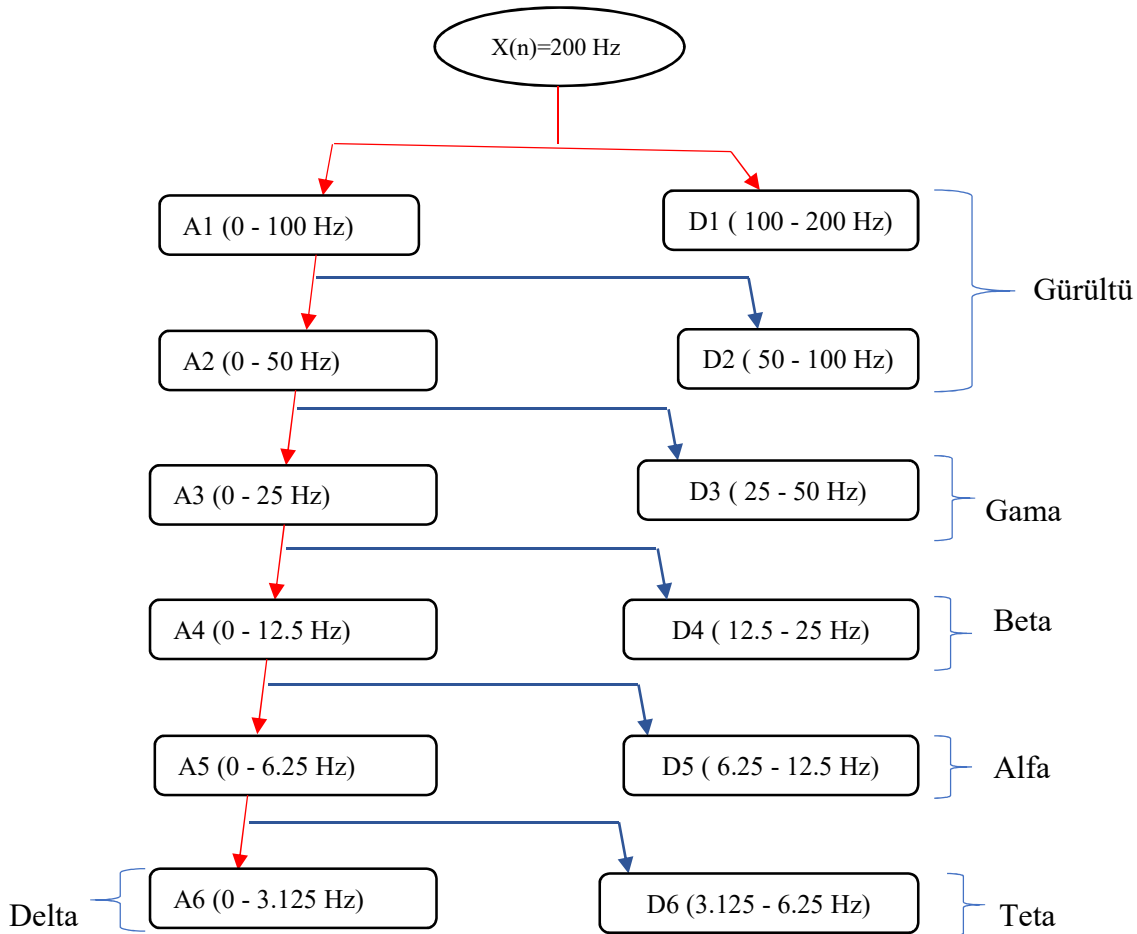 X(n)=200 Hz
A1 (0 - 100 Hz)
D1 ( 100 - 200 Hz)
Gürültü
A2 (0 - 50 Hz)
D2 ( 50 - 100 Hz)
A3 (0 - 25 Hz)
D3 ( 25 - 50 Hz)
Gama
A4 (0 - 12.5 Hz)
D4 ( 12.5 - 25 Hz)
Beta
A5 (0 - 6.25 Hz)
D5 ( 6.25 - 12.5 Hz)
Alfa
Delta
A6 (0 - 3.125 Hz)
D6 (3.125 - 6.25 Hz)
Teta